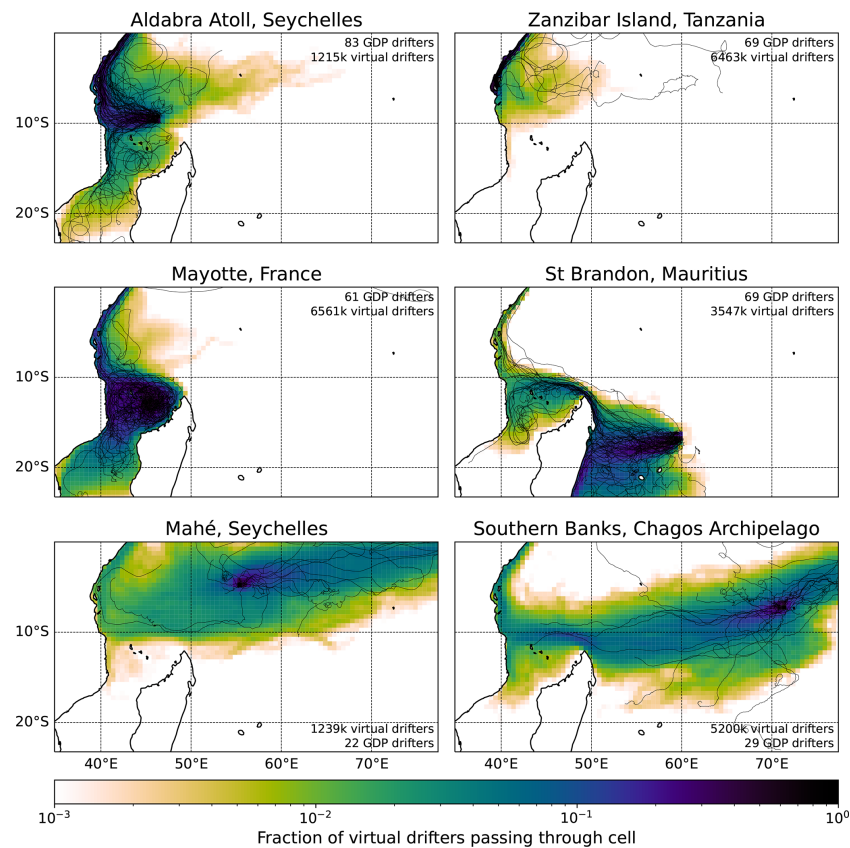 Aldabra Atoll, Seychelles
83 GDP drifters
1215k virtual drifters
10°S
20°S
Zanzibar Island, Tanzania
69 GDP drifters
6463k virtual drifters
Mayotte, France
61 GDP drifters
6561k virtual drifters
10°S
20°S
St Brandon, Mauritius
69 GDP drifters
3547k virtual drifters
Mahé, Seychelles
10°S
20°S
1239k virtual drifters
22 GDP drifters
40°E 50°E 60°E 70°E
Southern Banks, Chagos Archipelago
5200k virtual drifters
29 GDP drifters
40°E 50°E 60°E 70°E
10⁻³ 10⁻² 10⁻¹ 10⁰
Fraction of virtual drifters passing through cell